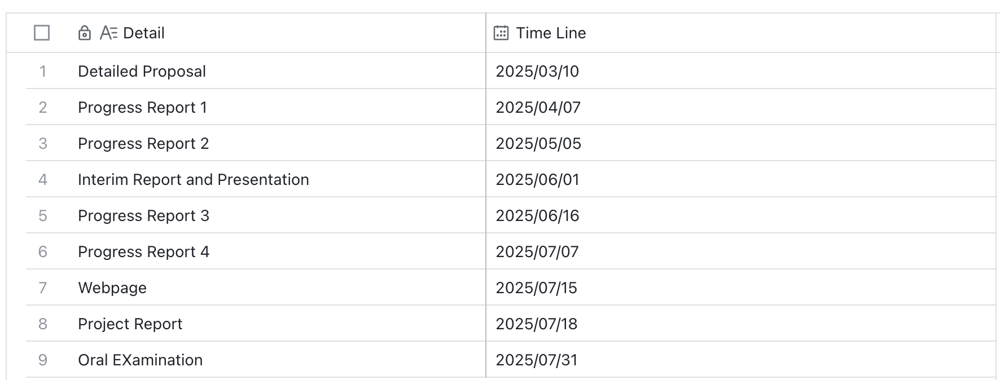 Detail Time Line
1 Detailed Proposal 2025/03/10
2 Progress Report 1 2025/04/07
3 Progress Report 2 2025/05/05
4 Interim Report and Presentation 2025/06/01
5 Progress Report 3 2025/06/16
6 Progress Report 4 2025/07/07
7 Webpage 2025/07/15
8 Project Report 2025/07/18
9 Oral EXamination 2025/07/31